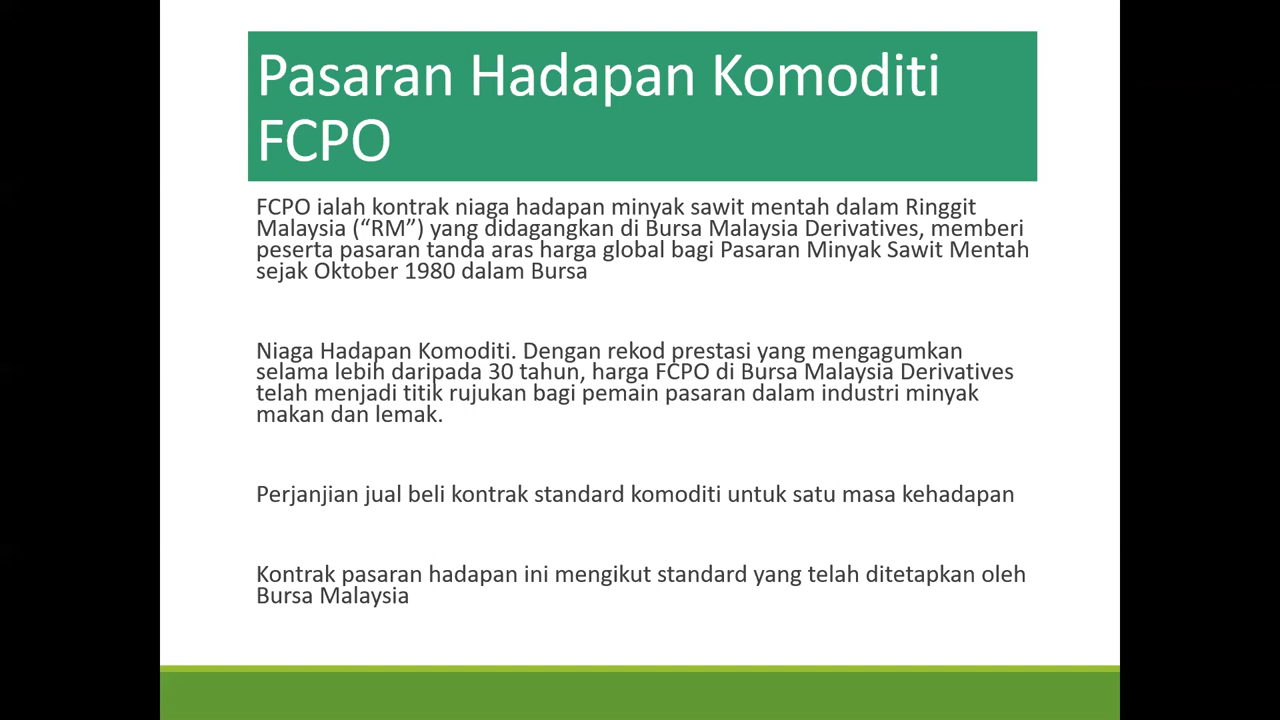 Pasaran Hadapan Komoditi
FCPO
FCPO ialah kontrak niaga hadapan minyak sawit mentah dalam Ringgit
Malaysia (“RM”) yang didagangkan di Bursa Malaysia Derivatives, memberi
peserta pasaran tanda aras harga global bagi Pasaran Minyak Sawit Mentah
sejak Oktober 1980 dalam Bursa
Niaga Hadapan Komoditi. Dengan rekod prestasi yang mengagumkan
selama lebih daripada 30 tahun, harga FCPO di Bursa Malaysia Derivatives
telah menjadi titik rujukan bagi pemain pasaran dalam industri minyak
makan dan lemak.
Perjanjian jual beli kontrak standard komoditi untuk satu masa kehadapan
Kontrak pasaran hadapan ini mengikut standard yang telah ditetapkan oleh
Bursa Malaysia